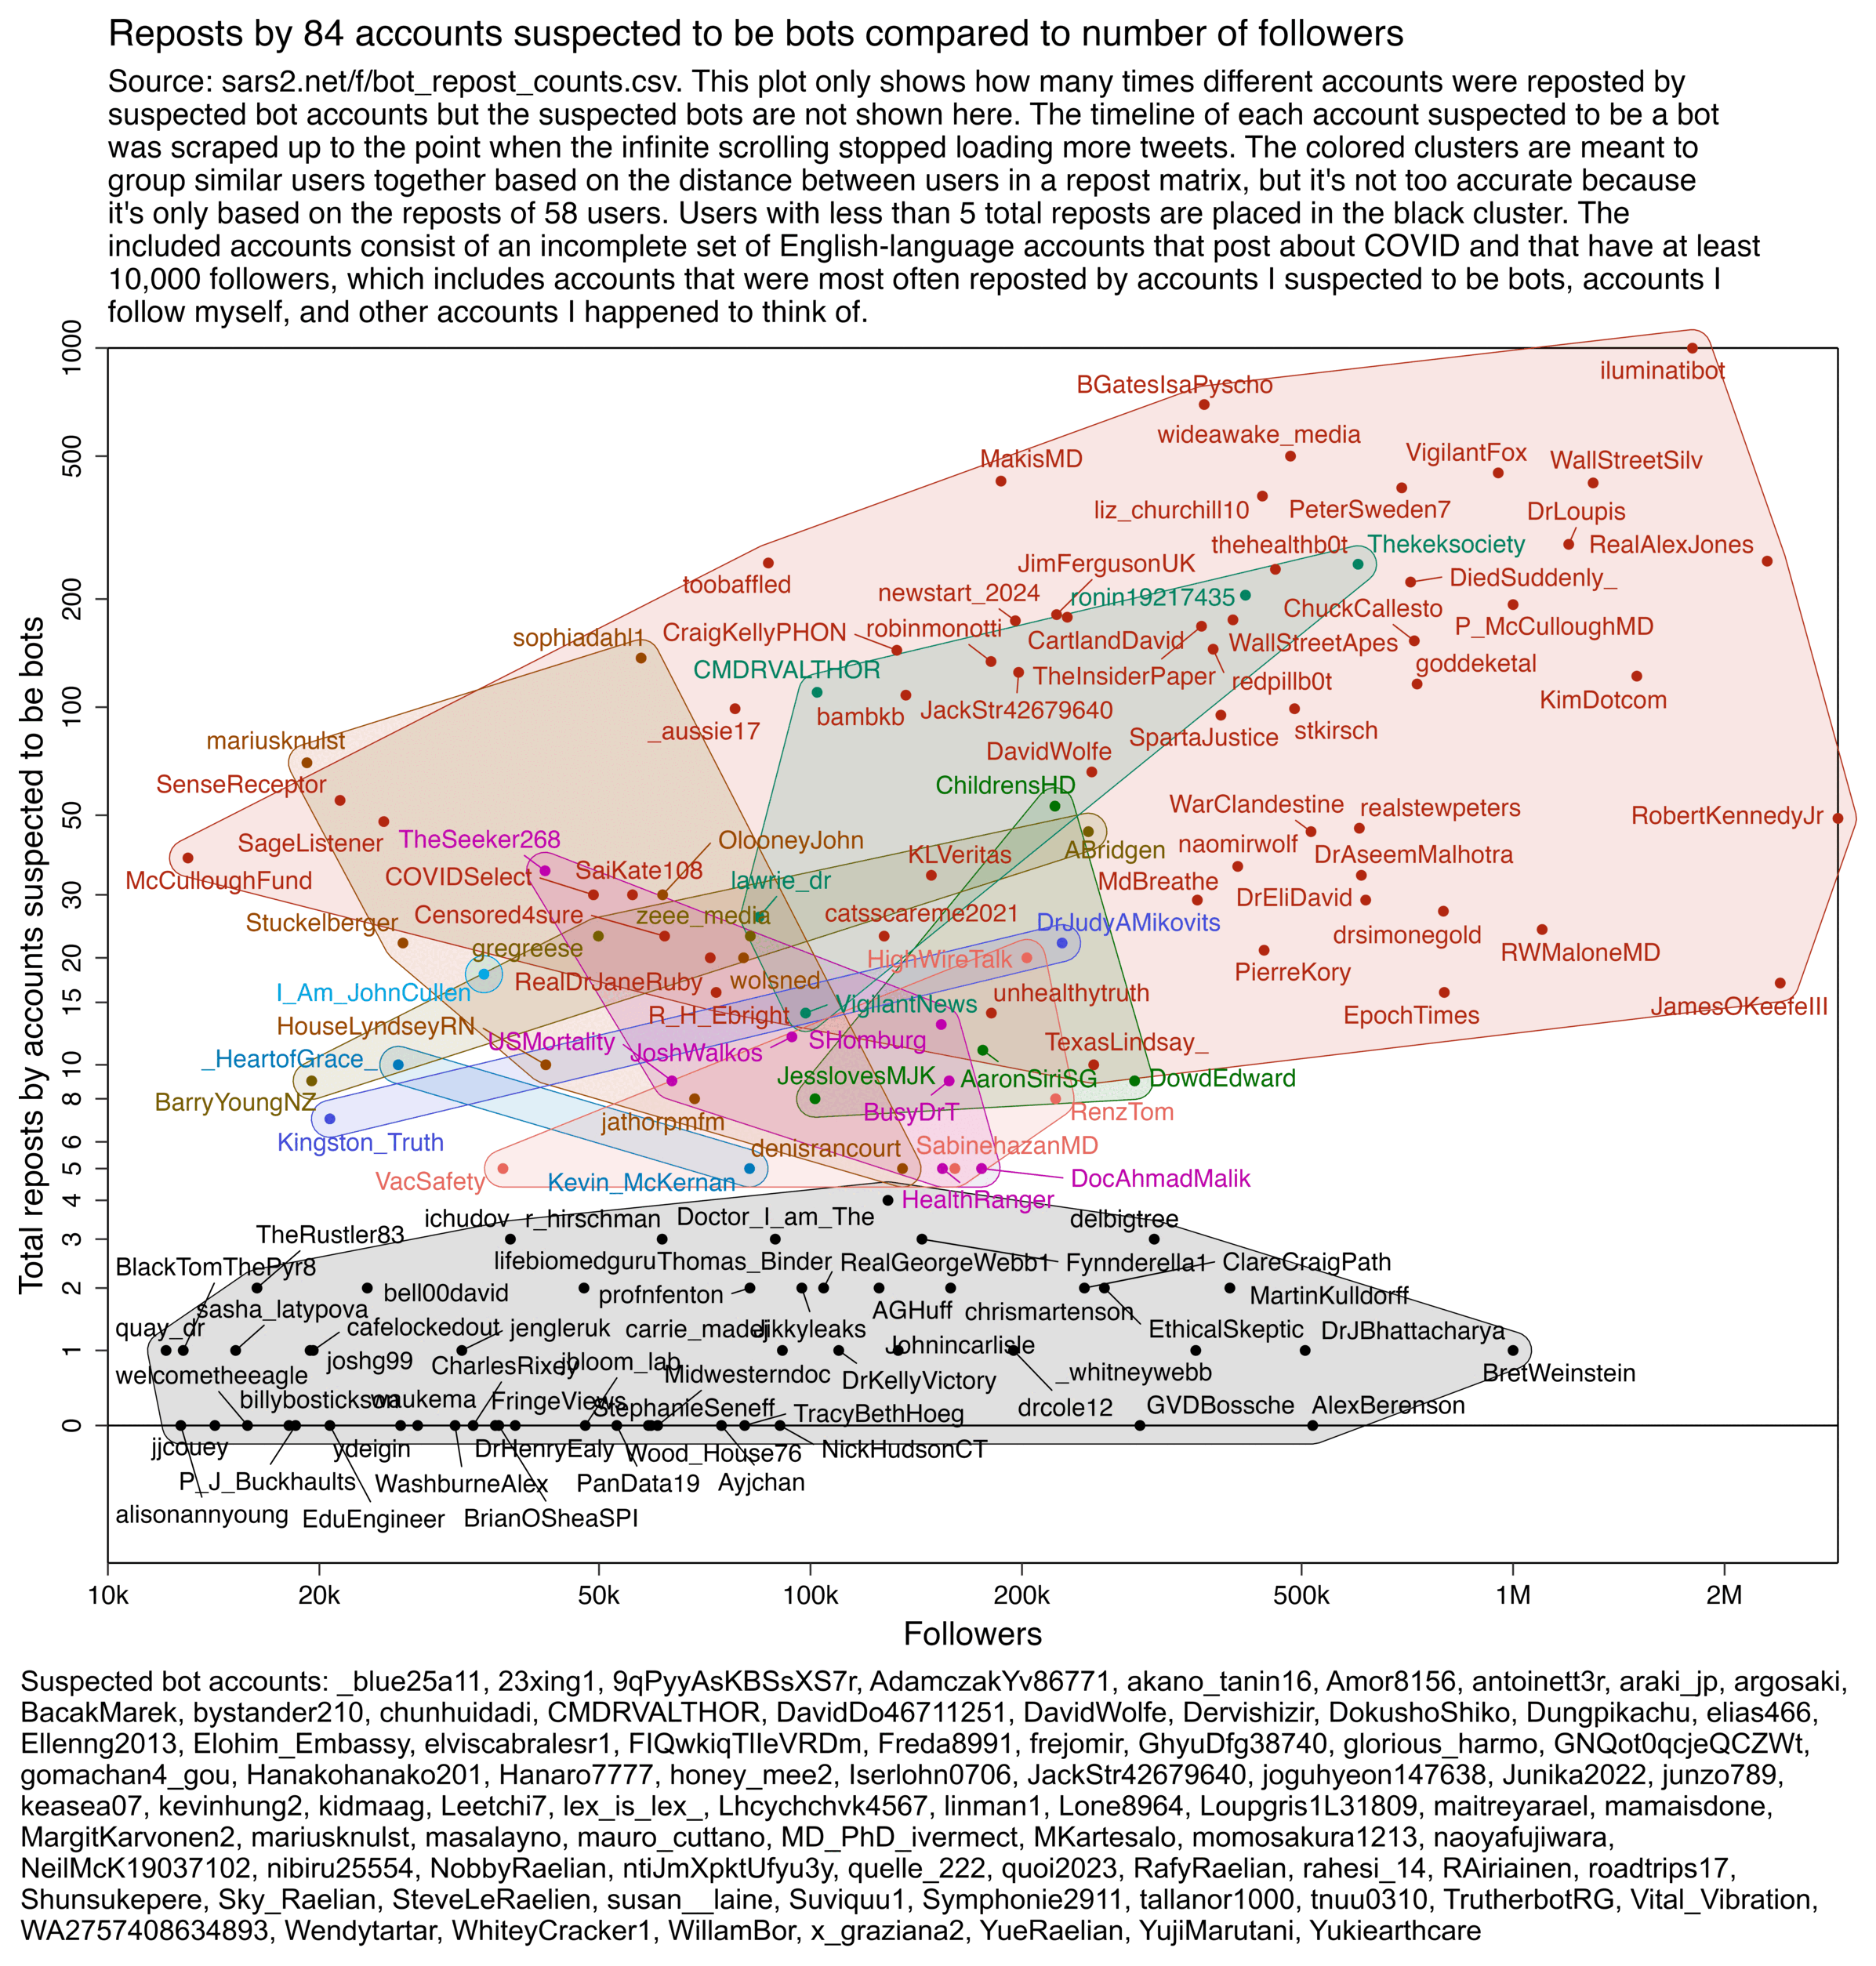 Reposts by 84 accounts suspected to be bots compared to number of followers
Source: sars2.net/f/bot_repost_counts.csv. This plot only shows how many times different accounts were reposted by
suspected bot accounts but the suspected bots are not shown here. The timeline of each account suspected to be a bot
was scraped up to the point when the infinite scrolling stopped loading more tweets. The colored clusters are meant to
group similar users together based on the distance between users in a repost matrix, but it's not too accurate because
it's only based on the reposts of 58 users. Users with less than 5 total reposts are placed in the black cluster. The
included accounts consist of an incomplete set of English-language accounts that post about COVID and that have at least
10,000 followers, which includes accounts that were most often reposted by accounts I suspected to be bots, accounts I
follow myself, and other accounts I happened to think of.
1000
iluminatibot
BGatesIsaPyscho
wideawake_media
500
MakisMD
VigilantFox
WallStreetSilv
liz_churchill10
PeterSweden7
DrLoupis
thehealthb0t
Thekeksociety
RealAlexJones
JimFergusonUK
toobaffled
DiedSuddenly_
200
newstart_2024
ronin19217435
ChuckCallesto
sophiadahl1
CraigKellyPHON
robinmonotti
CartlandDavid
WallStreetApes
P_McCulloughMD
CMDRVALTHOR
TheInsiderPaper
redpillb0t
goddeketal
KimDotcom
100
bambkb
JackStr42679640
_aussie17
SpartaJustice
stkirsch
mariusknulst
DavidWolfe
SenseReceptor
ChildrensHD
50
WarClandestine
realstewpeters
RobertKennedyJr
SageListener
TheSeeker268
OlooneyJohn
KLVeritas
ABridgen
naomirwolf
DrAseemMalhotra
McCulloughFund
COVIDSelect
SaiKate108
lawrie_dr
MdBreathe
DrEliDavid
30
Stuckelberger
Censored4sure
zeee_media
catsscareme2021
DrJudyAMikovits
drsimonegold
gregreese
HighWireTalk
RWMaloneMD
20
I_Am_JohnCullen
RealDrJaneRuby
wolsned
unhealthytruth
PierreKory
15
HouseLyndseyRN
R_H_Ebright
VigilantNews
EpochTimes
JamesOKeefeIII
USMortality
JoshWalkos
SHomburg
TexasLindsay_
10
_HeartofGrace_
JesslovesMJK
AaronSiriSG
DowdEdward
8
BarryYoungNZ
BusyDrT
RenzTom
Kingston_Truth
jathorpmfm
6
denisrancourt
SabinehazanMD
5
VacSafety
Kevin_McKernan
DocAhmadMalik
4
HealthRanger
TheRustler83
ichudov
r_hirschman
Doctor_I_am_The
delbigtree
3
BlackTomThePyr8
lifebiomedguru
Thomas_Binder
RealGeorgeWebb1
Fynnderella1
ClareCraigPath
2
bell00david
profnfenton
AGHuff
chrismartenson
MartinKulldorff
sasha_latypova
quay_dr
cafelockedout
jengleruk
carrie_madej
jikkyleaks
Johnincarlisle
EthicalSkeptic
DrJBhattacharya
1
welcometheeagle
joshg99
CharlesRixey
jbloom_lab
Midwesterndoc
DrKellyVictory
_whitneywebb
BretWeinstein
billybostickson
waukema
FringeViews
StephanieSeneff
TracyBethHoeg
drcole12
GVDBossche
AlexBerenson
0
jjcouey
ydeigin
DrHenryEaly
Wood_House76
NickHudsonCT
P_J_Buckhaults
WashburneAlex
PanData19
Ayjchan
alisonannyoung
EduEngineer
BrianOSheaSPI
Total reposts by accounts suspected to be bots
10k
20k
50k
100k
200k
500k
1M
2M
Followers
Suspected bot accounts: _blue25a11, 23xing1, 9qPyyAsKBSsXS7r, AdamczakYv86771, akano_tanin16, Amor8156, antoinett3r, araki_jp, argosaki,
BacakMarek, bystander210, chunhuidadi, CMDRVALTHOR, DavidDo46711251, DavidWolfe, Dervishizir, DokushoShiko, Dungpikachu, elias466,
Ellenng2013, Elohim_Embassy, elviscabralesr1, FIQwkiqTlIeVRDm, Freda8991, frejomir, GhyuDfg38740, glorious_harmo, GNQot0qcjeQCZWt,
gomachan4_gou, Hanakohanako201, Hanaro7777, honey_mee2, Iserlohn0706, JackStr42679640, joguhyeon147638, Junika2022, junzo789,
keasea07, kevinhung2, kidmaag, Leetchi7, lex_is_lex_, Lhcychchvk4567, linman1, Lone8964, Loupgris1L31809, maitreyarael, mamaisdone,
MargitKarvonen2, mariusknulst, masalayno, mauro_cuttano, MD_PhD_ivermect, MKartesalo, momosakura1213, naoyafujiwara,
NeilMcK19037102, nibiru25554, NobbyRaelian, ntiJmXpktUfyu3y, quelle_222, quoi2023, RafyRaelian, rahesi_14, RAiriainen, roadtrips17,
Shunsukepere, Sky_Raelian, SteveLeRaelien, susan__laine, Suviquu1, Symphonie2911, tallanor1000, tnuu0310, TrutherbotRG, Vital_Vibration,
WA2757408634893, Wendytartar, WhiteyCracker1, WillamBor, x_graziana2, YueRaelian, YujiMarutani, Yukiearthcare